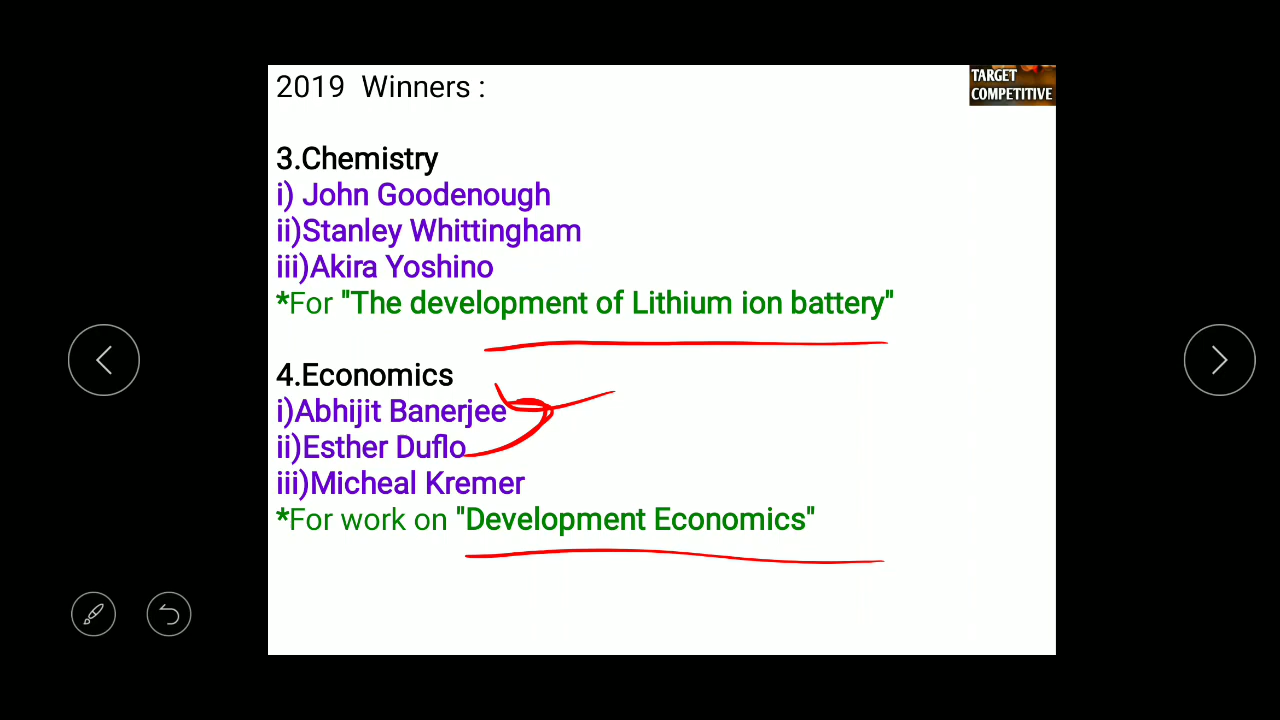 2019 Winners :
TARGET
COMPETITIVE
3.Chemistry
i) John Goodenough
ii)Stanley Whittingham
iii)Akira Yoshino
*For "The development of Lithium ion battery"
4.Economics
i)Abhijit Banerjee
ii)Esther Duflo
iii)Micheal Kremer
*For work on "Development Economics"